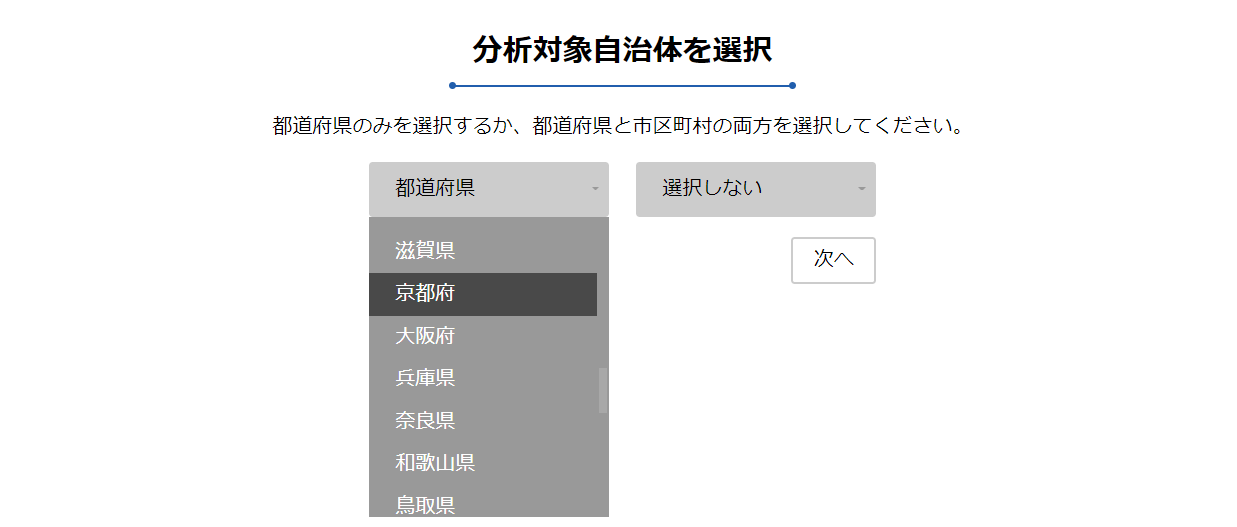 分析対象自治体を選択
都道府県のみを選択するか、都道府県と市区町村の両方を選択してください。
都道府県
選択しない
滋賀県
京都府
大阪府
兵庫県
奈良県
和歌山県
鳥取県
次へ